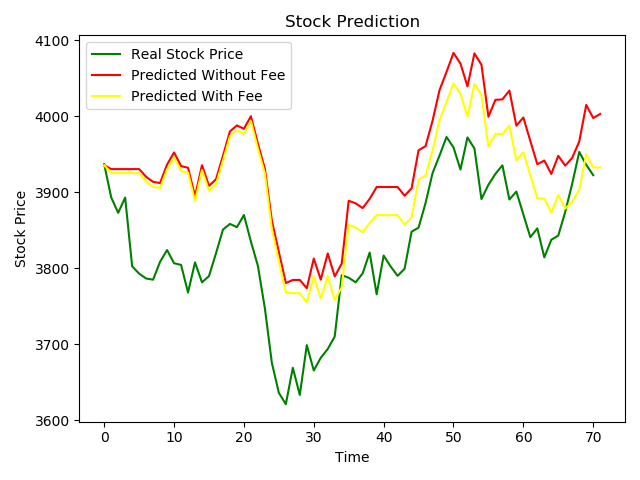 Stock Prediction
Real Stock Price
Predicted Without Fee
Predicted With Fee
Stock Price
4100
4000
3900
3800
3700
3600
0 10 20 30 40 50 60 70
Time